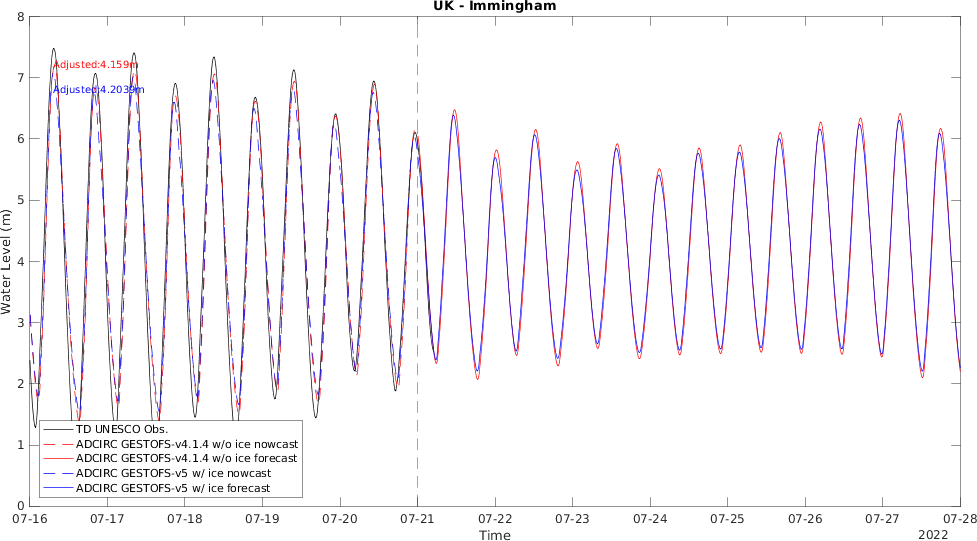 UK - Immingham
8
7
6
5
4
3
2
1
0
Water Level (m)
Adjusted:4.159m
Adjusted:4.2039m
TD UNESCO Obs.
ADCIRC GESTOFS-v4.1.4 w/o ice nowcast
ADCIRC GESTOFS-v4.1.4 w/o ice forecast
ADCIRC GESTOFS-v5 w/ ice nowcast
ADCIRC GESTOFS-v5 w/ ice forecast
07-16 07-17 07-18 07-19 07-20 07-21 07-22 07-23 07-24 07-25 07-26 07-27 07-28
Time
2022